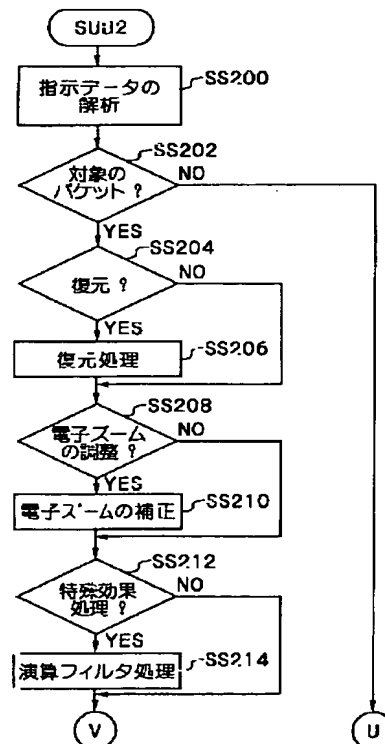 SUU2
指示データの
解析
SS200
対象の
パケット？
SS202
NO
YES
復元？
SS204
NO
YES
復元処理
SS206
電子ズーム
の調整？
SS208
NO
YES
電子ズームの補正
SS210
特殊効果
処理？
SS212
NO
YES
演算フィルタ処理
SS214
V
U